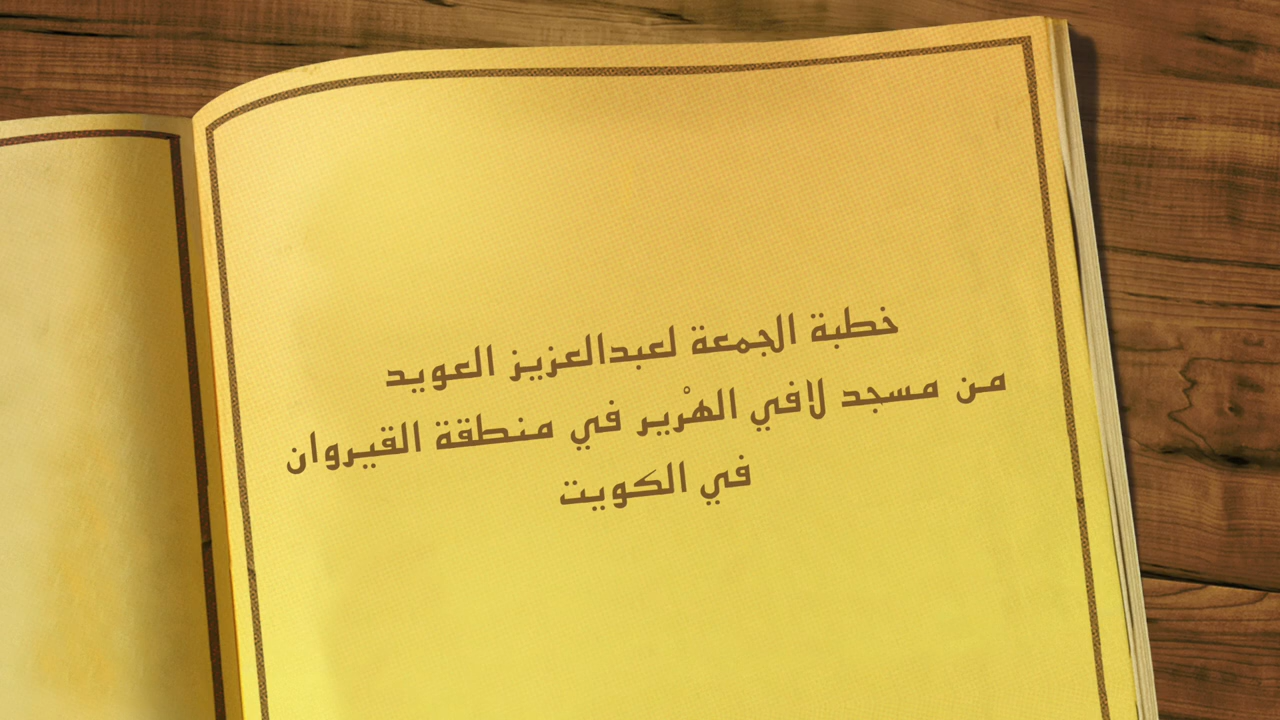 خطبة الجمعة لعبدالعزيز العويد
من مسجد لافي الهْرير في منطقة القيروان
في الكويت